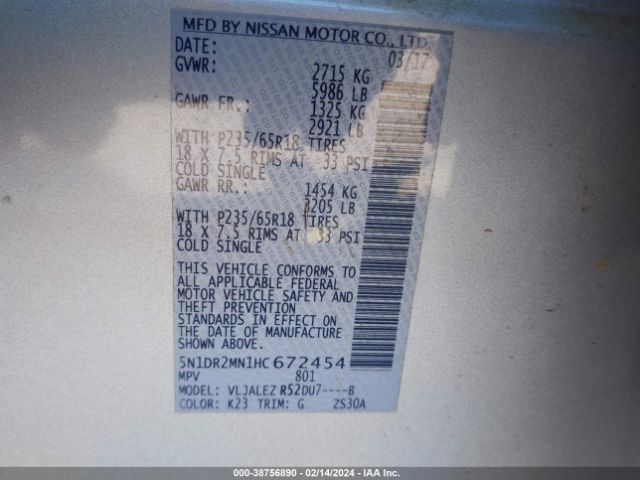 MFD BY NISSAN MOTOR CO., LTD.
DATE: 03/17
GVWR: 2715 KG
5986 LB
GAWR FR.: 1325 KG
2921 LB
WITH P235/65R18 TIRES
18 X 7.5 RIMS AT 33 PSI
COLD SINGLE
GAWR RR.: 1454 KG
3205 LB
WITH P235/65R18 TIRES
18 X 7.5 RIMS AT 33 PSI
COLD SINGLE
THIS VEHICLE CONFORMS TO
ALL APPLICABLE FEDERAL
MOTOR VEHICLE SAFETY AND
THEFT PREVENTION
STANDARDS IN EFFECT ON
THE DATE OF MANUFACTURE
SHOWN ABOVE.
5N1DR2MN1HC672454
MPV 801
MODEL: VLJALEZ R52DU7----B
COLOR: K23 TRIM: G ZS30A
000-38756890 - 02/14/2024 - IAA Inc.